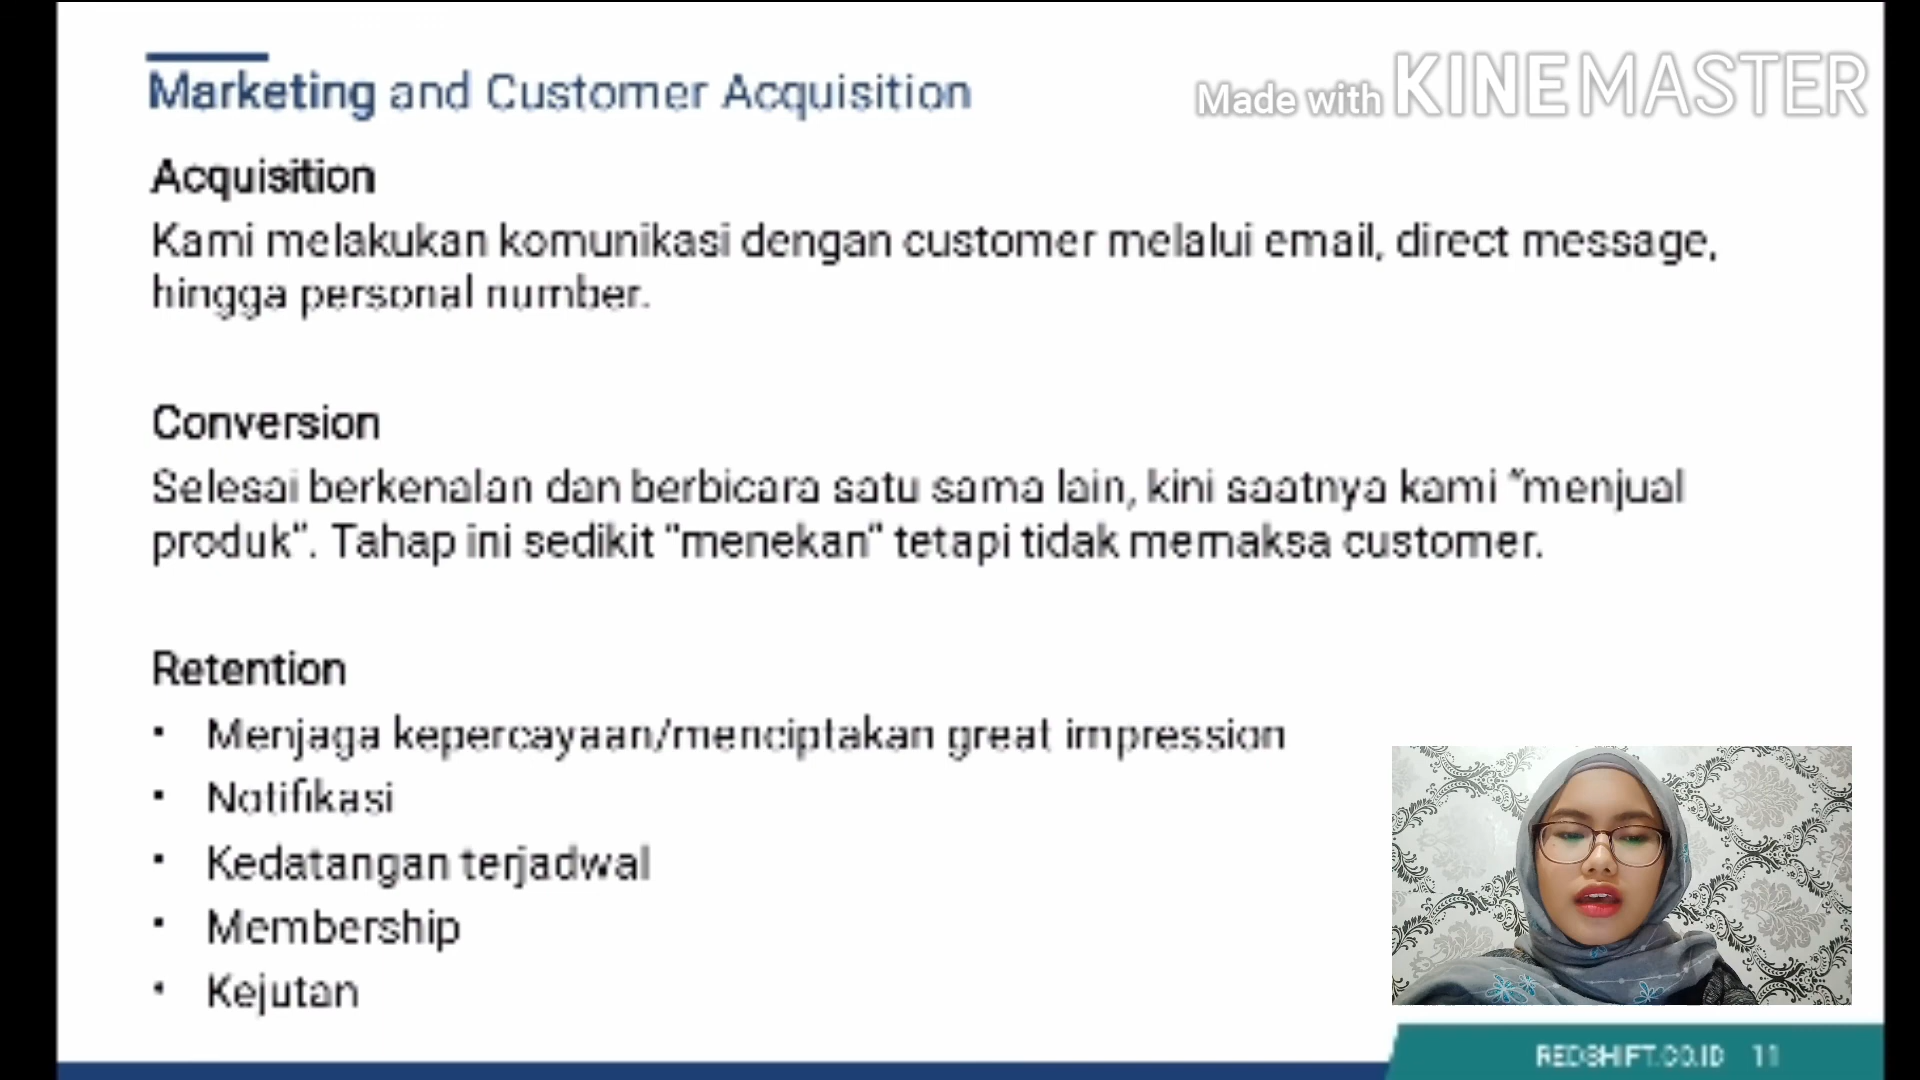 Marketing and Customer Acquisition
Made with KINEMASTER
Acquisition
Kami melakukan komunikasi dengan customer melalui email, direct message,
hingga personal number.
Conversion
Selesai berkenalan dan berbicara satu sama lain, kini saatnya kami "menjual
produk". Tahap ini sedikit "menekan" tetapi tidak memaksa customer.
Retention
• Menjaga kepercayaan/menciptakan great impression
• Notifikasi
• Kedatangan terjadwal
• Membership
• Kejutan
REDSHIFT.CO.ID 11